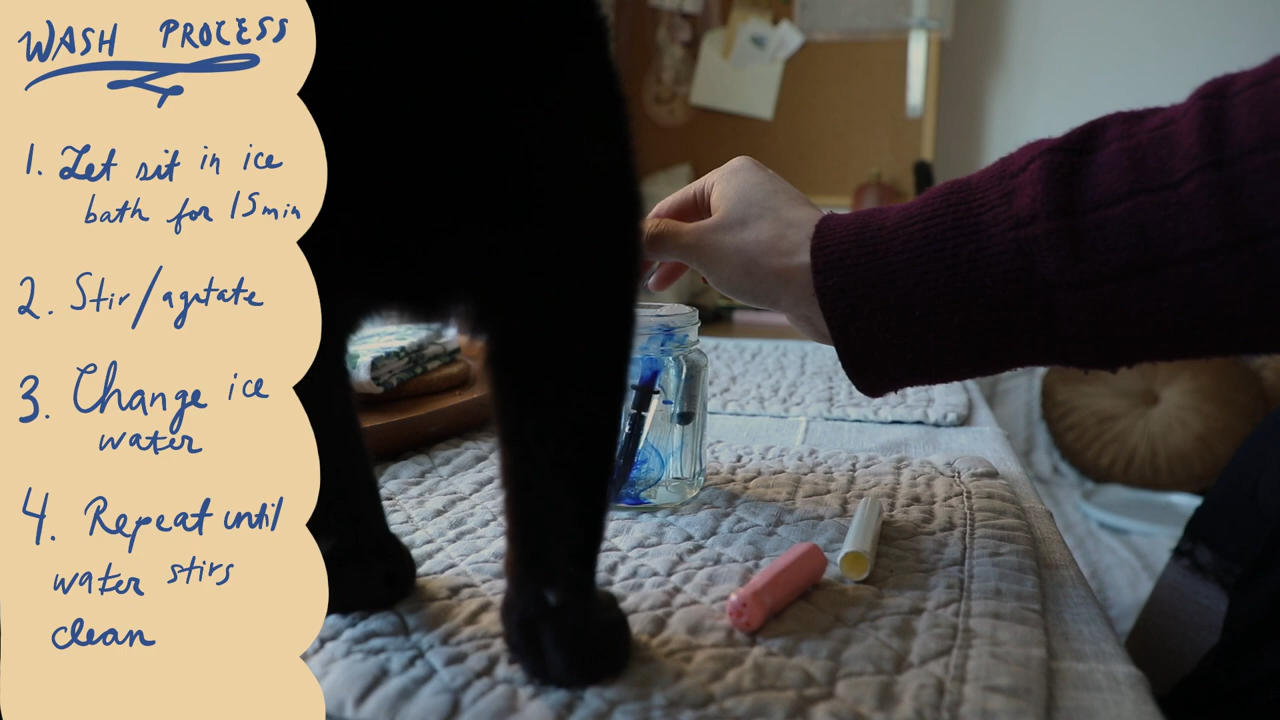 WASH PROCESS
1. Let sit in ice
bath for 15min
2. Stir/agitate
3. Change ice
water
4. Repeat until
water stirs
clean